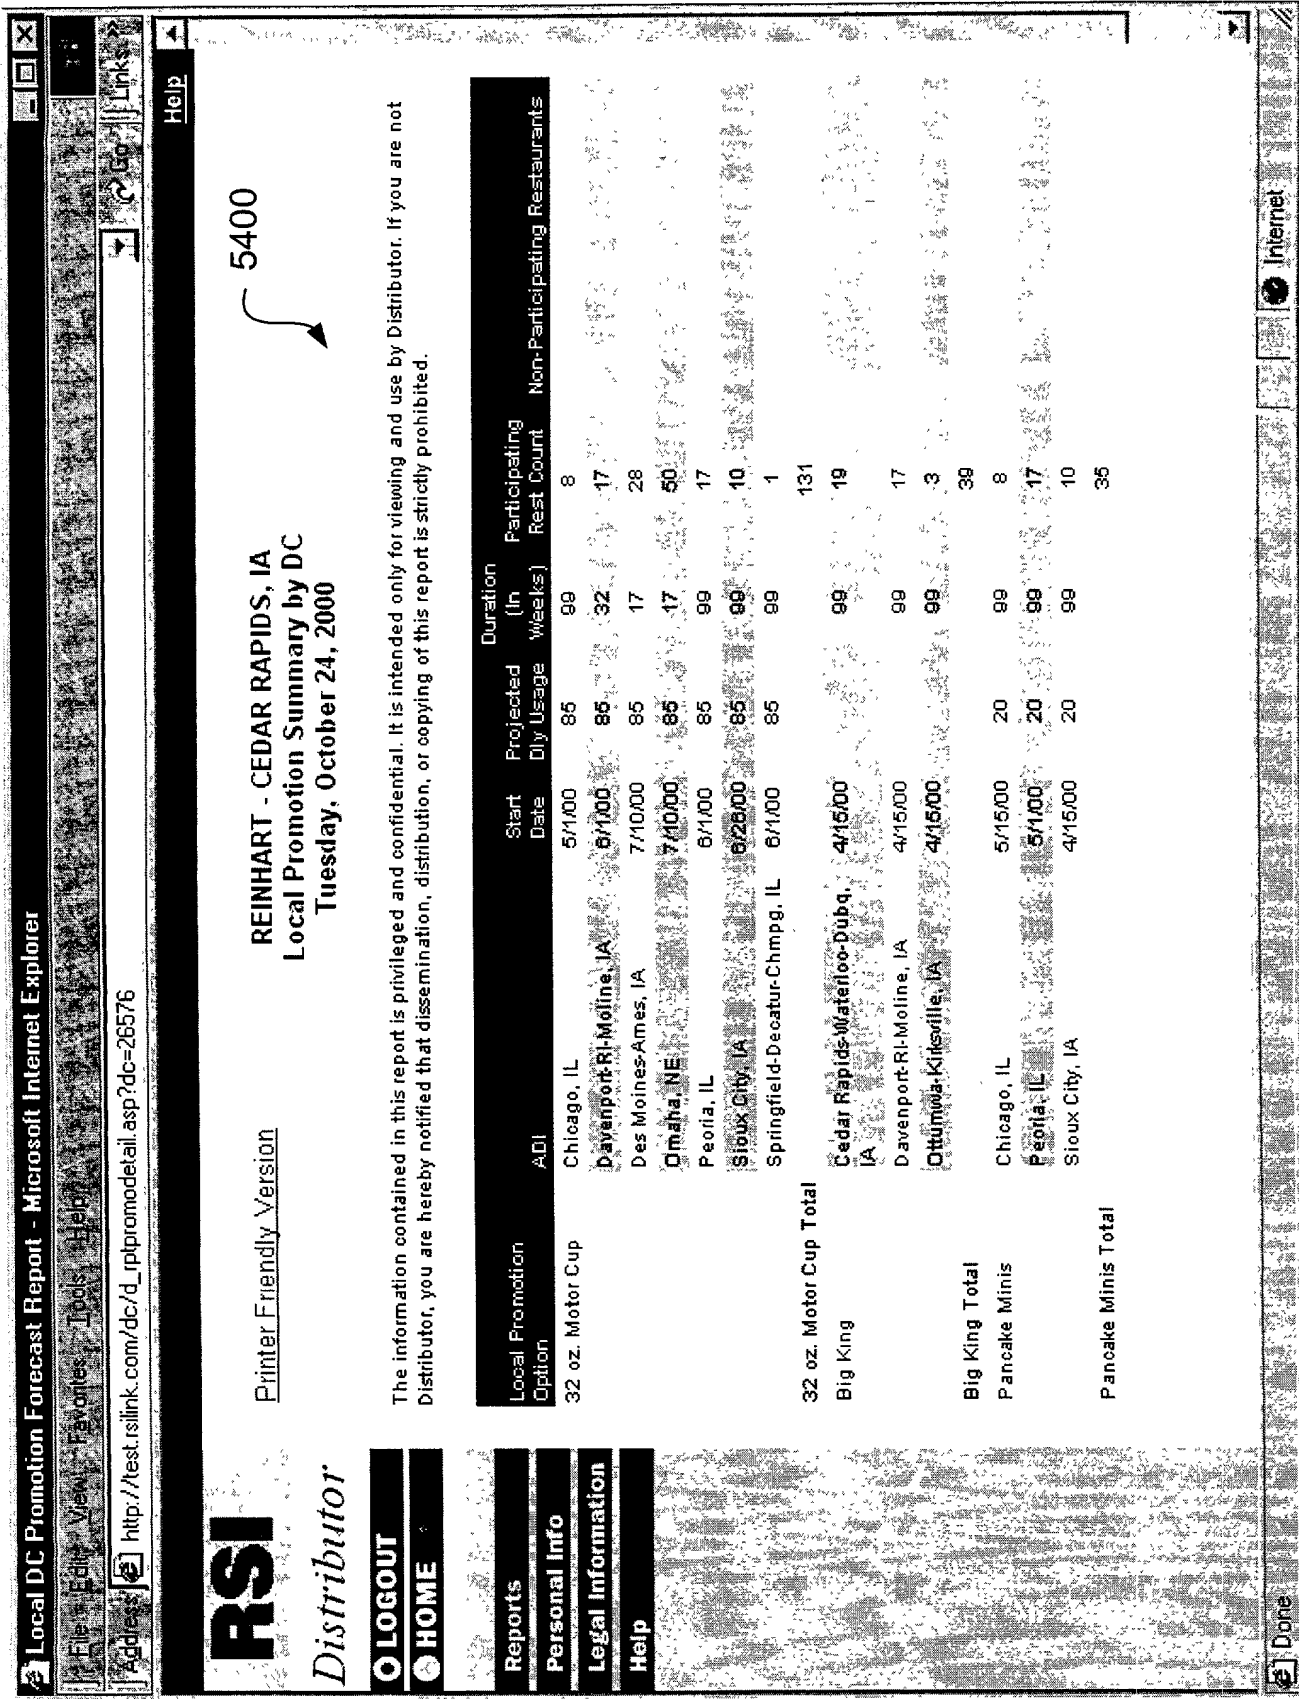 Local DC Promotion Forecast Report - Microsoft Internet Explorer
File Edit View Favorites Tools Help
Address http://test.rsilink.com/dc/d_rptpromodetail.asp?dc=26576 Go Links »
Help
RSI
Distributor
LOGOUT
HOME
Reports
Personal Info
Legal Information
Help
Printer Friendly Version
REINHART - CEDAR RAPIDS, IA
Local Promotion Summary by DC
Tuesday, October 24, 2000
5400
The information contained in this report is privileged and confidential. It is intended only for viewing and use by Distributor. If you are not
Distributor, you are hereby notified that dissemination, distribution, or copying of this report is strictly prohibited.
Duration
Local Promotion Start Projected (In Participating
Option ADI Date Dly Usage Weeks) Rest Count Non-Participating Restaurants
32 oz. Motor Cup Chicago, IL 5/1/00 85 99 8
Davenport-RI-Moline, IA 6/1/00 85 32 17
Des Moines-Ames, IA 7/10/00 85 17 28
Omaha, NE 7/10/00 85 17 50
Peoria, IL 6/1/00 85 99 17
Sioux City, IA 6/26/00 85 99 10
Springfield-Decatur-Chmpg, IL 6/1/00 85 99 1
32 oz. Motor Cup Total 131
Big King Cedar Rapids-Waterloo-Dubq, 4/15/00 99 19
IA
Davenport-RI-Moline, IA 4/15/00 99 17
Ottumwa-Kirksville, IA 4/15/00 99 3
Big King Total 39
Pancake Minis Chicago, IL 5/15/00 20 99 8
Peoria, IL 5/1/00 20 99 17
Sioux City, IA 4/15/00 20 99 10
Pancake Minis Total 35
Done Internet